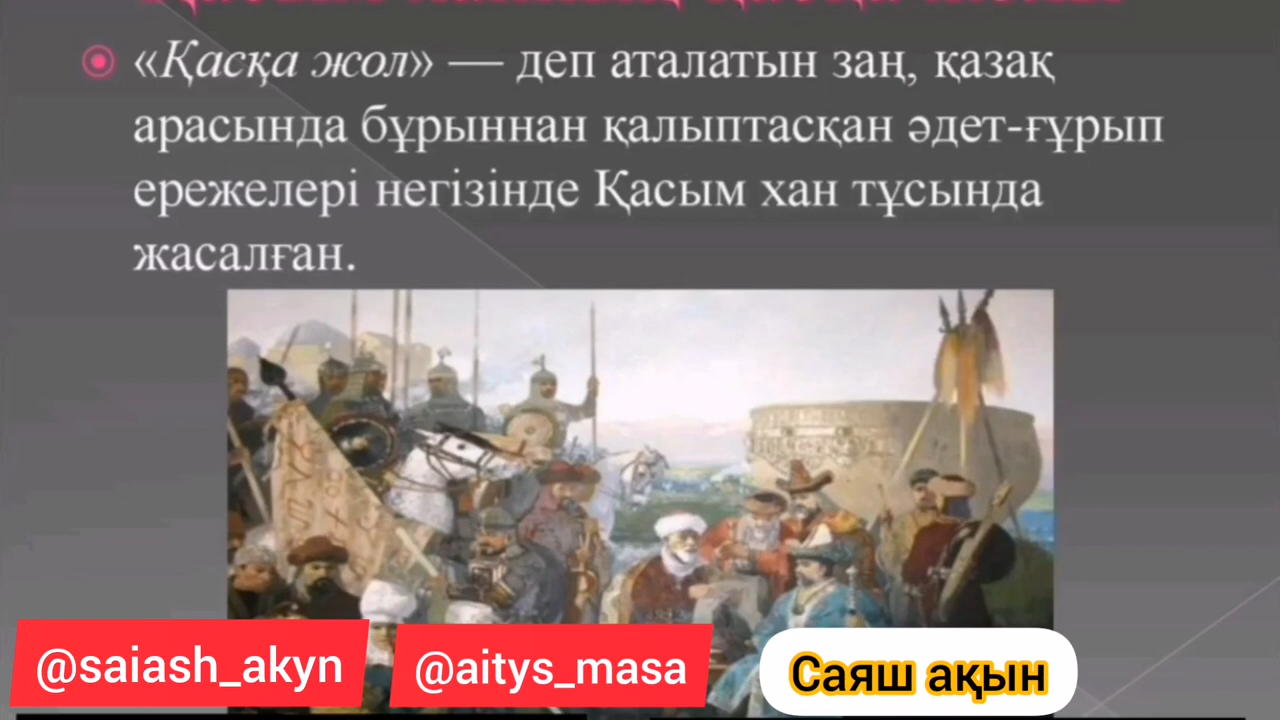 «Қасқа жол» — деп аталатын заң, қазақ
арасында бұрыннан қалыптасқан әдет-ғұрып
ережелері негізінде Қасым хан тұсында
жасалған.
@saiash_akyn
@aitys_masa
Саяш ақын